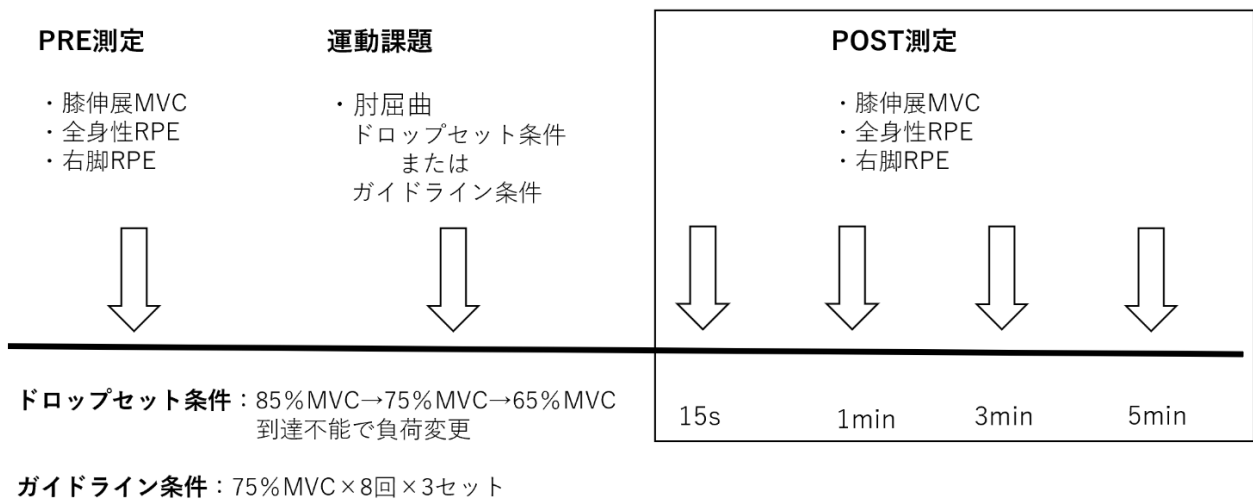 PRE測定
・膝伸展MVC
・全身性RPE
・右脚RPE
運動課題
・肘屈曲
ドロップセット条件
または
ガイドライン条件
POST測定
・膝伸展MVC
・全身性RPE
・右脚RPE
15s
1min
3min
5min
ドロップセット条件：85%MVC→75%MVC→65%MVC
到達不能で負荷変更
ガイドライン条件：75%MVC×8回×3セット